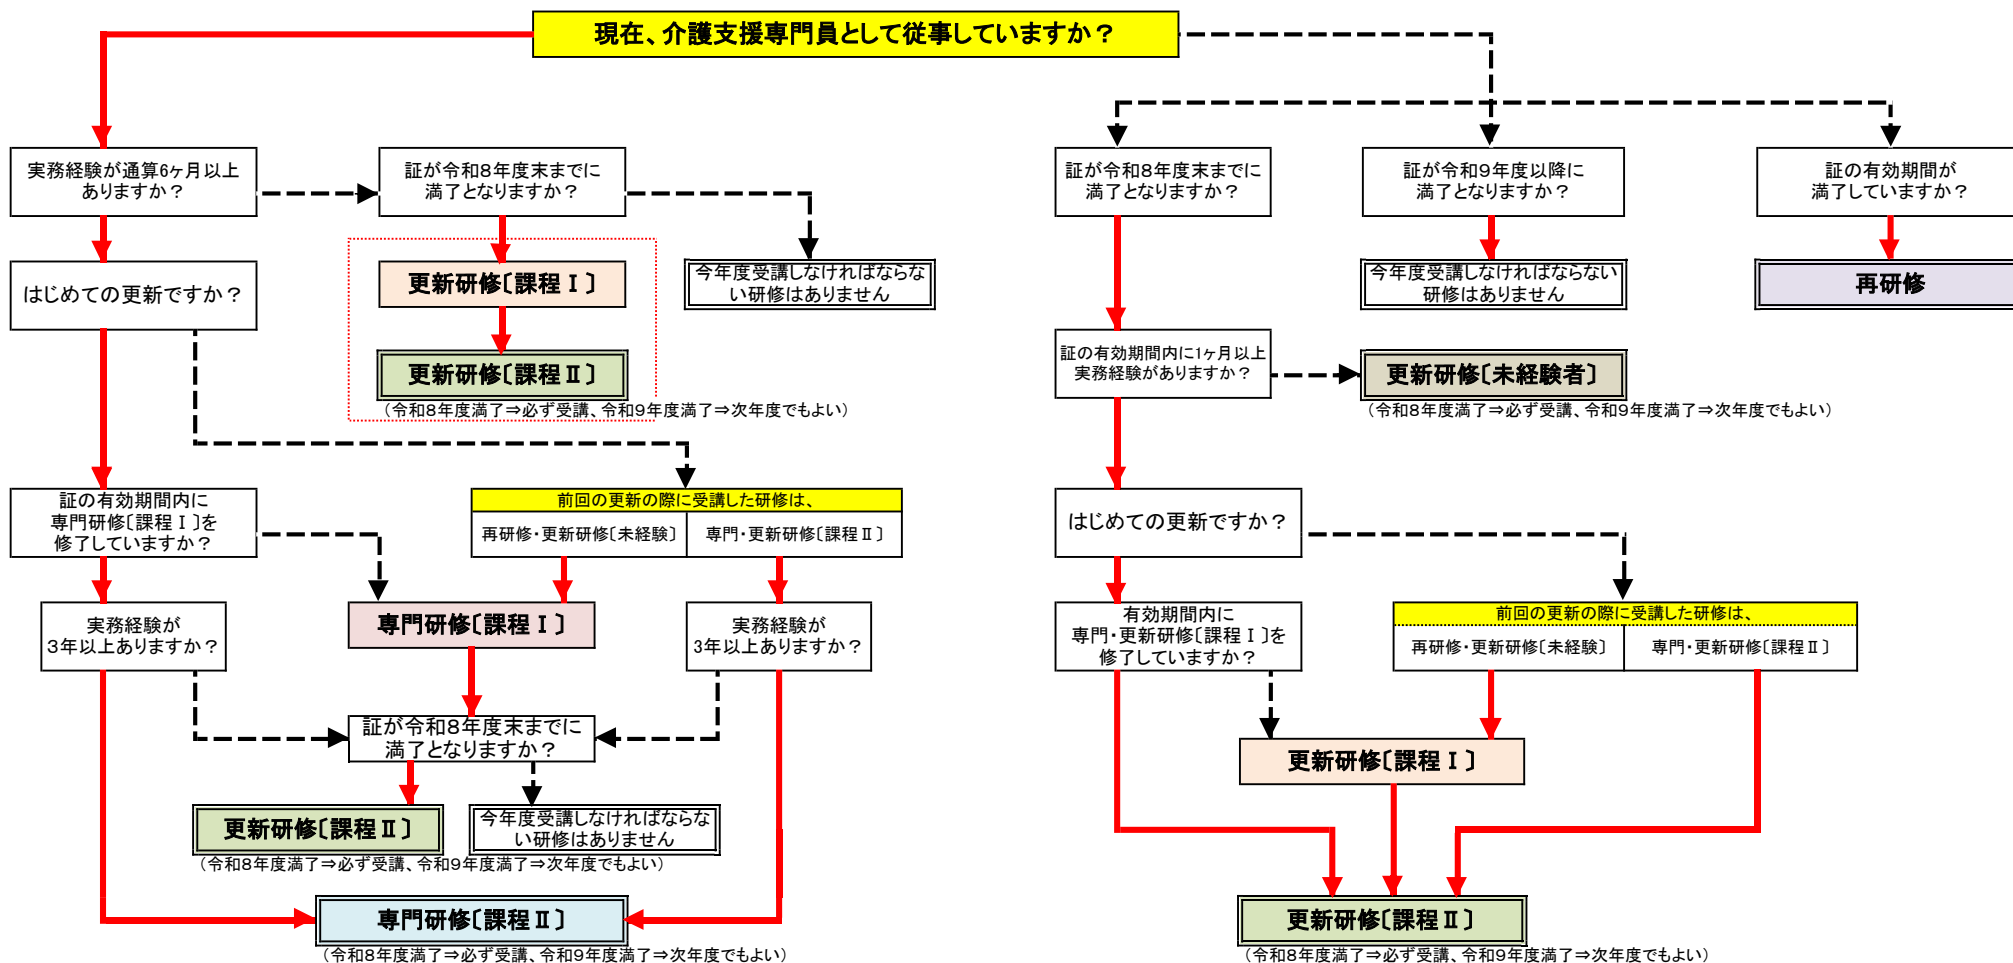 現在、介護支援専門員として従事していますか？
実務経験が通算6ヶ月以上
ありますか？
証が令和8年度末までに
満了となりますか？
証が令和8年度末までに
満了となりますか？
証が令和9年度以降に
満了となりますか？
証の有効期間が
満了していますか？
はじめての更新ですか？
更新研修〔課程Ⅰ〕
今年度受講しなければならな
い研修はありません
今年度受講しなければならない
研修はありません
再研修
更新研修〔課程Ⅱ〕
（令和8年度満了⇒必ず受講、令和9年度満了⇒次年度でもよい）
証の有効期間内に1ヶ月以上
実務経験がありますか？
更新研修〔未経験者〕
（令和8年度満了⇒必ず受講、令和9年度満了⇒次年度でもよい）
証の有効期間内に
専門研修〔課程Ⅰ〕を
修了していますか？
前回の更新の際に受講した研修は、
再研修・更新研修〔未経験〕
専門・更新研修〔課程Ⅱ〕
はじめての更新ですか？
実務経験が
３年以上ありますか？
専門研修〔課程Ⅰ〕
実務経験が
3年以上ありますか？
有効期間内に
専門・更新研修〔課程Ⅰ〕を
修了していますか？
前回の更新の際に受講した研修は、
再研修・更新研修〔未経験〕
専門・更新研修〔課程Ⅱ〕
証が令和8年度末までに
満了となりますか？
更新研修〔課程Ⅰ〕
更新研修〔課程Ⅱ〕
今年度受講しなければならな
い研修はありません
（令和8年度満了⇒必ず受講、令和9年度満了⇒次年度でもよい）
専門研修〔課程Ⅱ〕
（令和8年度満了⇒必ず受講、令和9年度満了⇒次年度でもよい）
更新研修〔課程Ⅱ〕
（令和8年度満了⇒必ず受講、令和9年度満了⇒次年度でもよい）